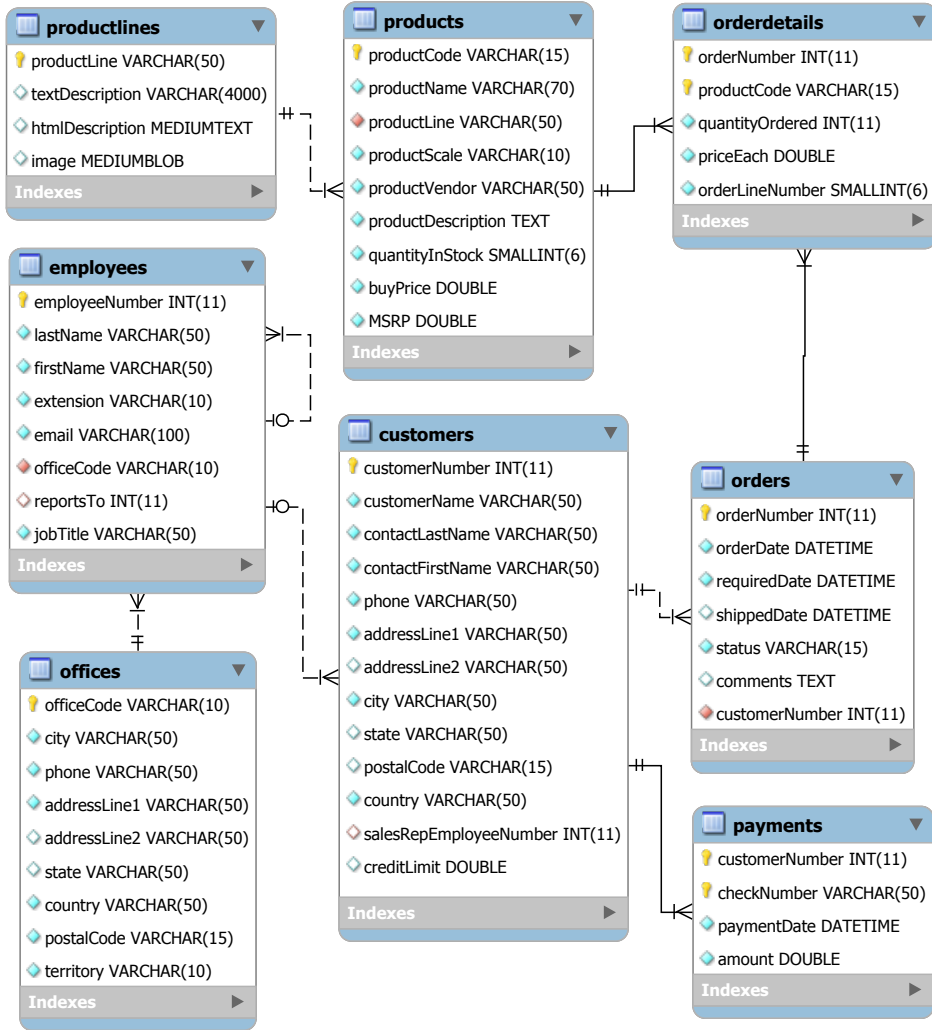 productlines
productLine VARCHAR(50)
textDescription VARCHAR(4000)
htmlDescription MEDIUMTEXT
image MEDIUMBLOB
Indexes
products
productCode VARCHAR(15)
productName VARCHAR(70)
productLine VARCHAR(50)
productScale VARCHAR(10)
productVendor VARCHAR(50)
productDescription TEXT
quantityInStock SMALLINT(6)
buyPrice DOUBLE
MSRP DOUBLE
Indexes
orderdetails
orderNumber INT(11)
productCode VARCHAR(15)
quantityOrdered INT(11)
priceEach DOUBLE
orderLineNumber SMALLINT(6)
Indexes
employees
employeeNumber INT(11)
lastName VARCHAR(50)
firstName VARCHAR(50)
extension VARCHAR(10)
email VARCHAR(100)
officeCode VARCHAR(10)
reportsTo INT(11)
jobTitle VARCHAR(50)
Indexes
customers
customerNumber INT(11)
customerName VARCHAR(50)
contactLastName VARCHAR(50)
contactFirstName VARCHAR(50)
phone VARCHAR(50)
addressLine1 VARCHAR(50)
addressLine2 VARCHAR(50)
city VARCHAR(50)
state VARCHAR(50)
postalCode VARCHAR(15)
country VARCHAR(50)
salesRepEmployeeNumber INT(11)
creditLimit DOUBLE
Indexes
orders
orderNumber INT(11)
orderDate DATETIME
requiredDate DATETIME
shippedDate DATETIME
status VARCHAR(15)
comments TEXT
customerNumber INT(11)
Indexes
offices
officeCode VARCHAR(10)
city VARCHAR(50)
phone VARCHAR(50)
addressLine1 VARCHAR(50)
addressLine2 VARCHAR(50)
state VARCHAR(50)
country VARCHAR(50)
postalCode VARCHAR(15)
territory VARCHAR(10)
Indexes
payments
customerNumber INT(11)
checkNumber VARCHAR(50)
paymentDate DATETIME
amount DOUBLE
Indexes